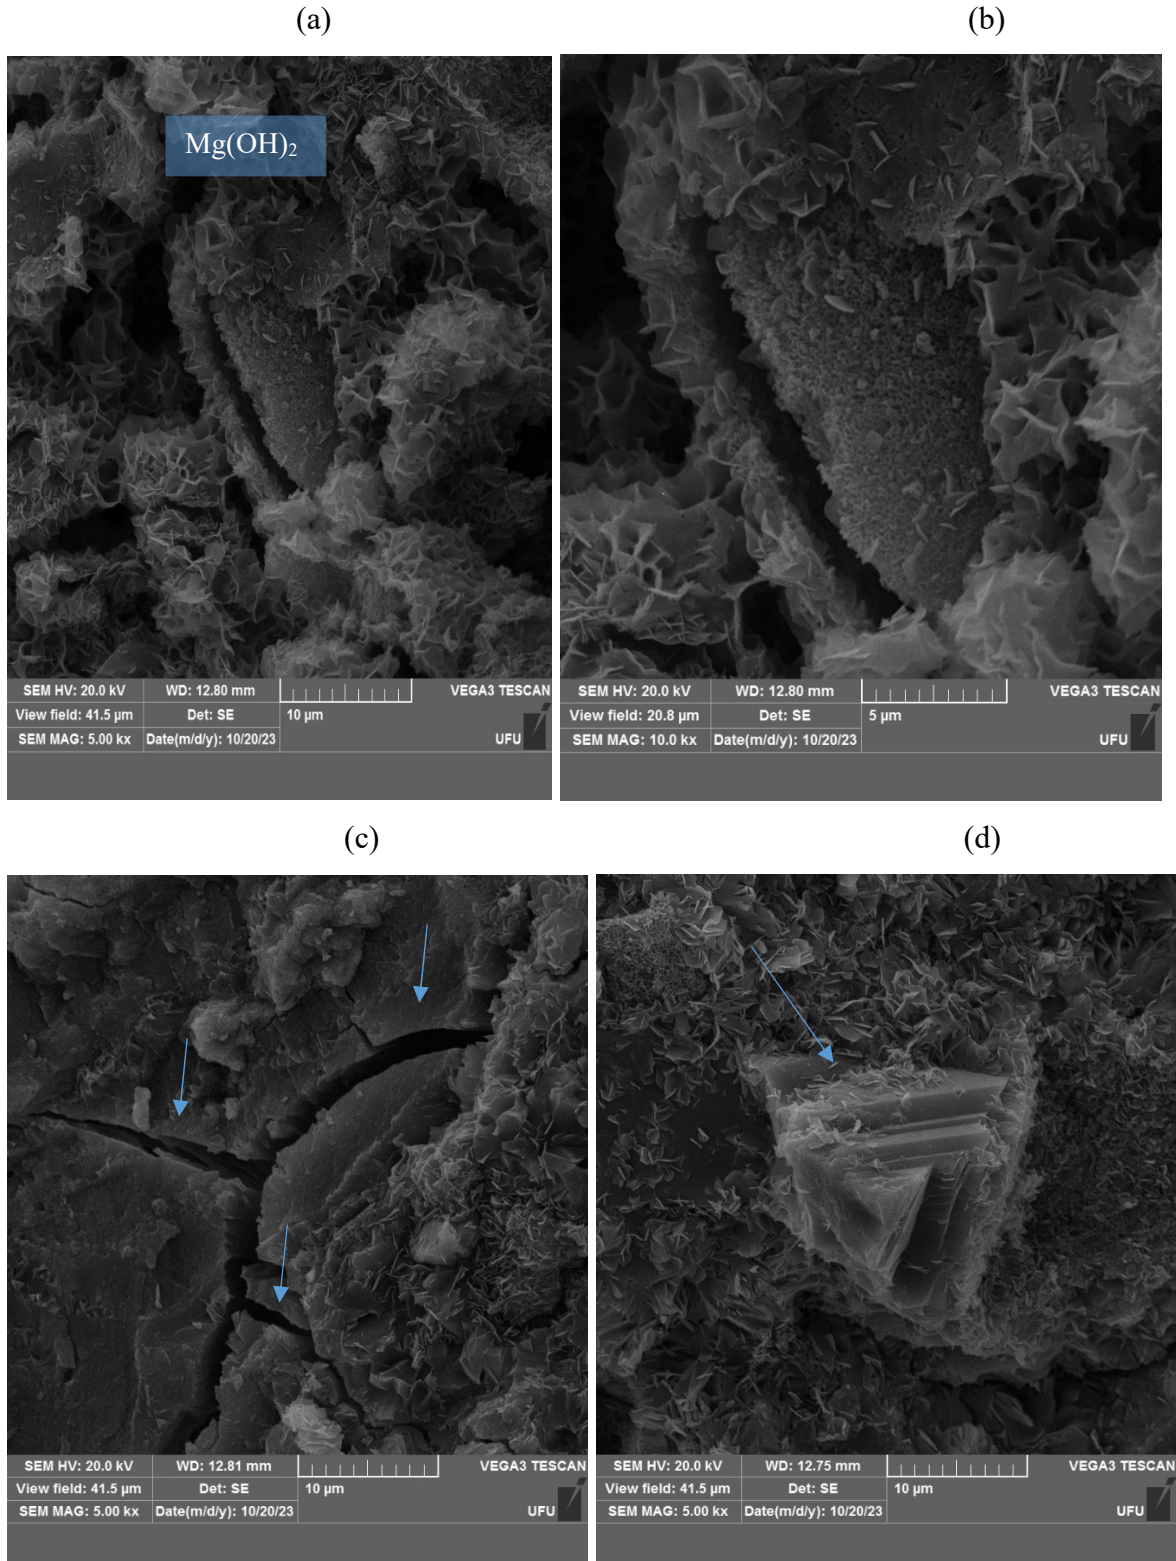 (a)
(b)
Mg(OH)₂
SEM HV: 20.0 kV
WD: 12.80 mm
VEGA3 TESCAN
View field: 41.5 µm
Det: SE
10 µm
SEM MAG: 5.00 kx
Date(m/d/y): 10/20/23
UFU
SEM HV: 20.0 kV
WD: 12.80 mm
VEGA3 TESCAN
View field: 20.8 µm
Det: SE
5 µm
SEM MAG: 10.0 kx
Date(m/d/y): 10/20/23
UFU
(c)
(d)
SEM HV: 20.0 kV
WD: 12.81 mm
VEGA3 TESCAN
View field: 41.5 µm
Det: SE
10 µm
SEM MAG: 5.00 kx
Date(m/d/y): 10/20/23
UFU
SEM HV: 20.0 kV
WD: 12.75 mm
VEGA3 TESCAN
View field: 41.5 µm
Det: SE
10 µm
SEM MAG: 5.00 kx
Date(m/d/y): 10/20/23
UFU